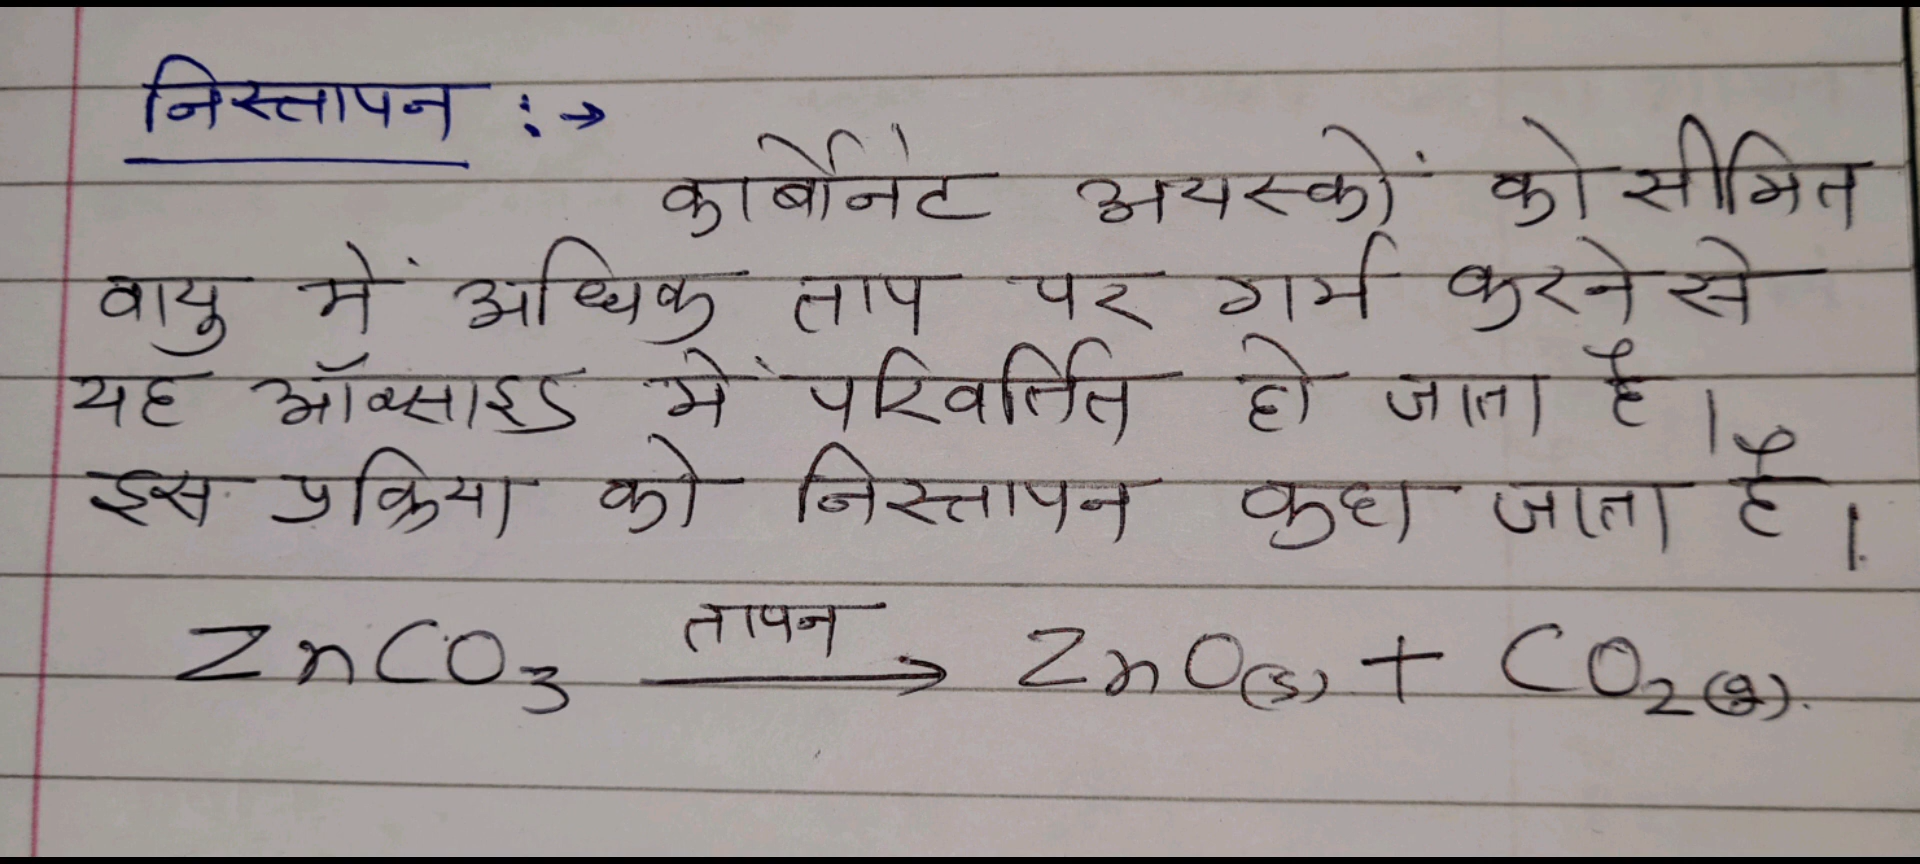 निस्तापन :→
कार्बोनेट अयस्कों को सीमित
वायु में अधिक ताप पर गर्म करने से
यह ऑक्साइड में परिवर्तित हो जाता है।
इस प्रक्रिया को निस्तापन कहा जाता है।
ZnCO₃ —तापन→ ZnO(s) + CO₂(g).